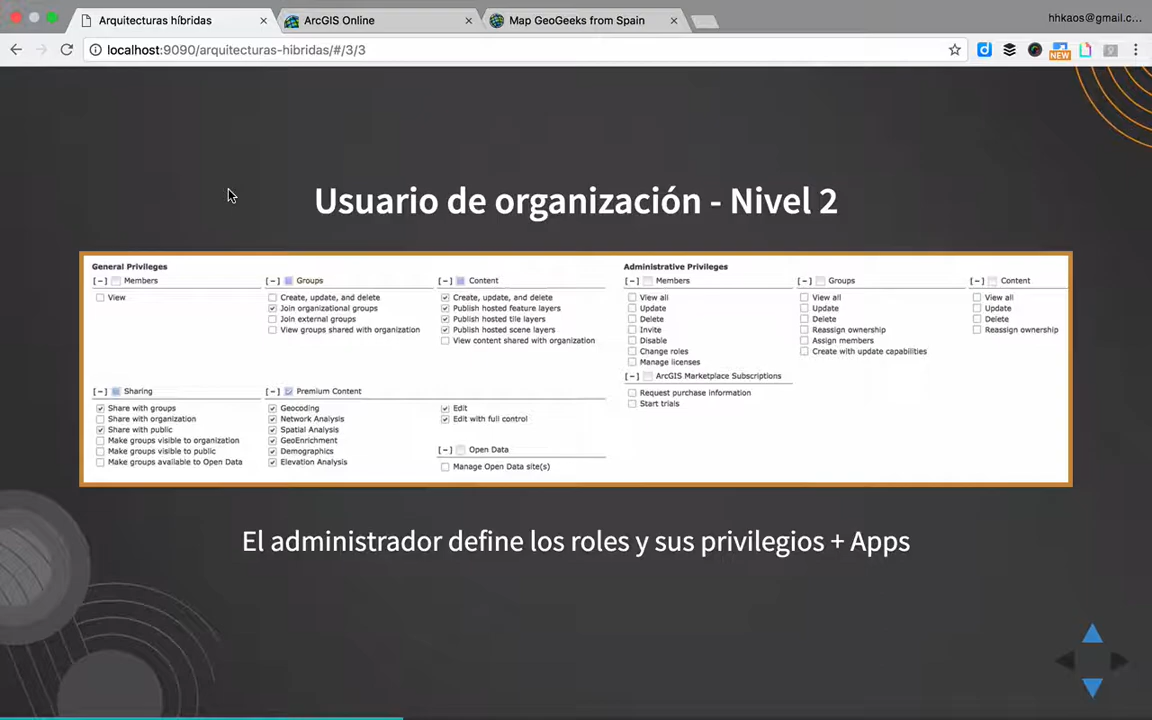 Arquitecturas híbridas
ArcGIS Online
Map GeoGeeks from Spain
hhkaos@gmail.c...
localhost:9090/arquitecturas-hibridas/#/3/3
NEW
Usuario de organización - Nivel 2
General Privileges
[-] Members
View
[-] Groups
Create, update, and delete
Join organizational groups
Join external groups
View groups shared with organization
[-] Content
Create, update, and delete
Publish hosted feature layers
Publish hosted tile layers
Publish hosted scene layers
View content shared with organization
[-] Sharing
Share with groups
Share with organization
Share with public
Make groups visible to organization
Make groups visible to public
Make groups available to Open Data
[-] Premium Content
Geocoding
Network Analysis
Spatial Analysis
GeoEnrichment
Demographics
Elevation Analysis
Edit
Edit with full control
[-] Open Data
Manage Open Data site(s)
Administrative Privileges
[-] Members
View all
Update
Delete
Invite
Disable
Change roles
Manage licenses
[-] ArcGIS Marketplace Subscriptions
Request purchase information
Start trials
[-] Groups
View all
Update
Delete
Reassign ownership
Assign members
Create with update capabilities
[-] Content
View all
Update
Delete
Reassign ownership
El administrador define los roles y sus privilegios + Apps